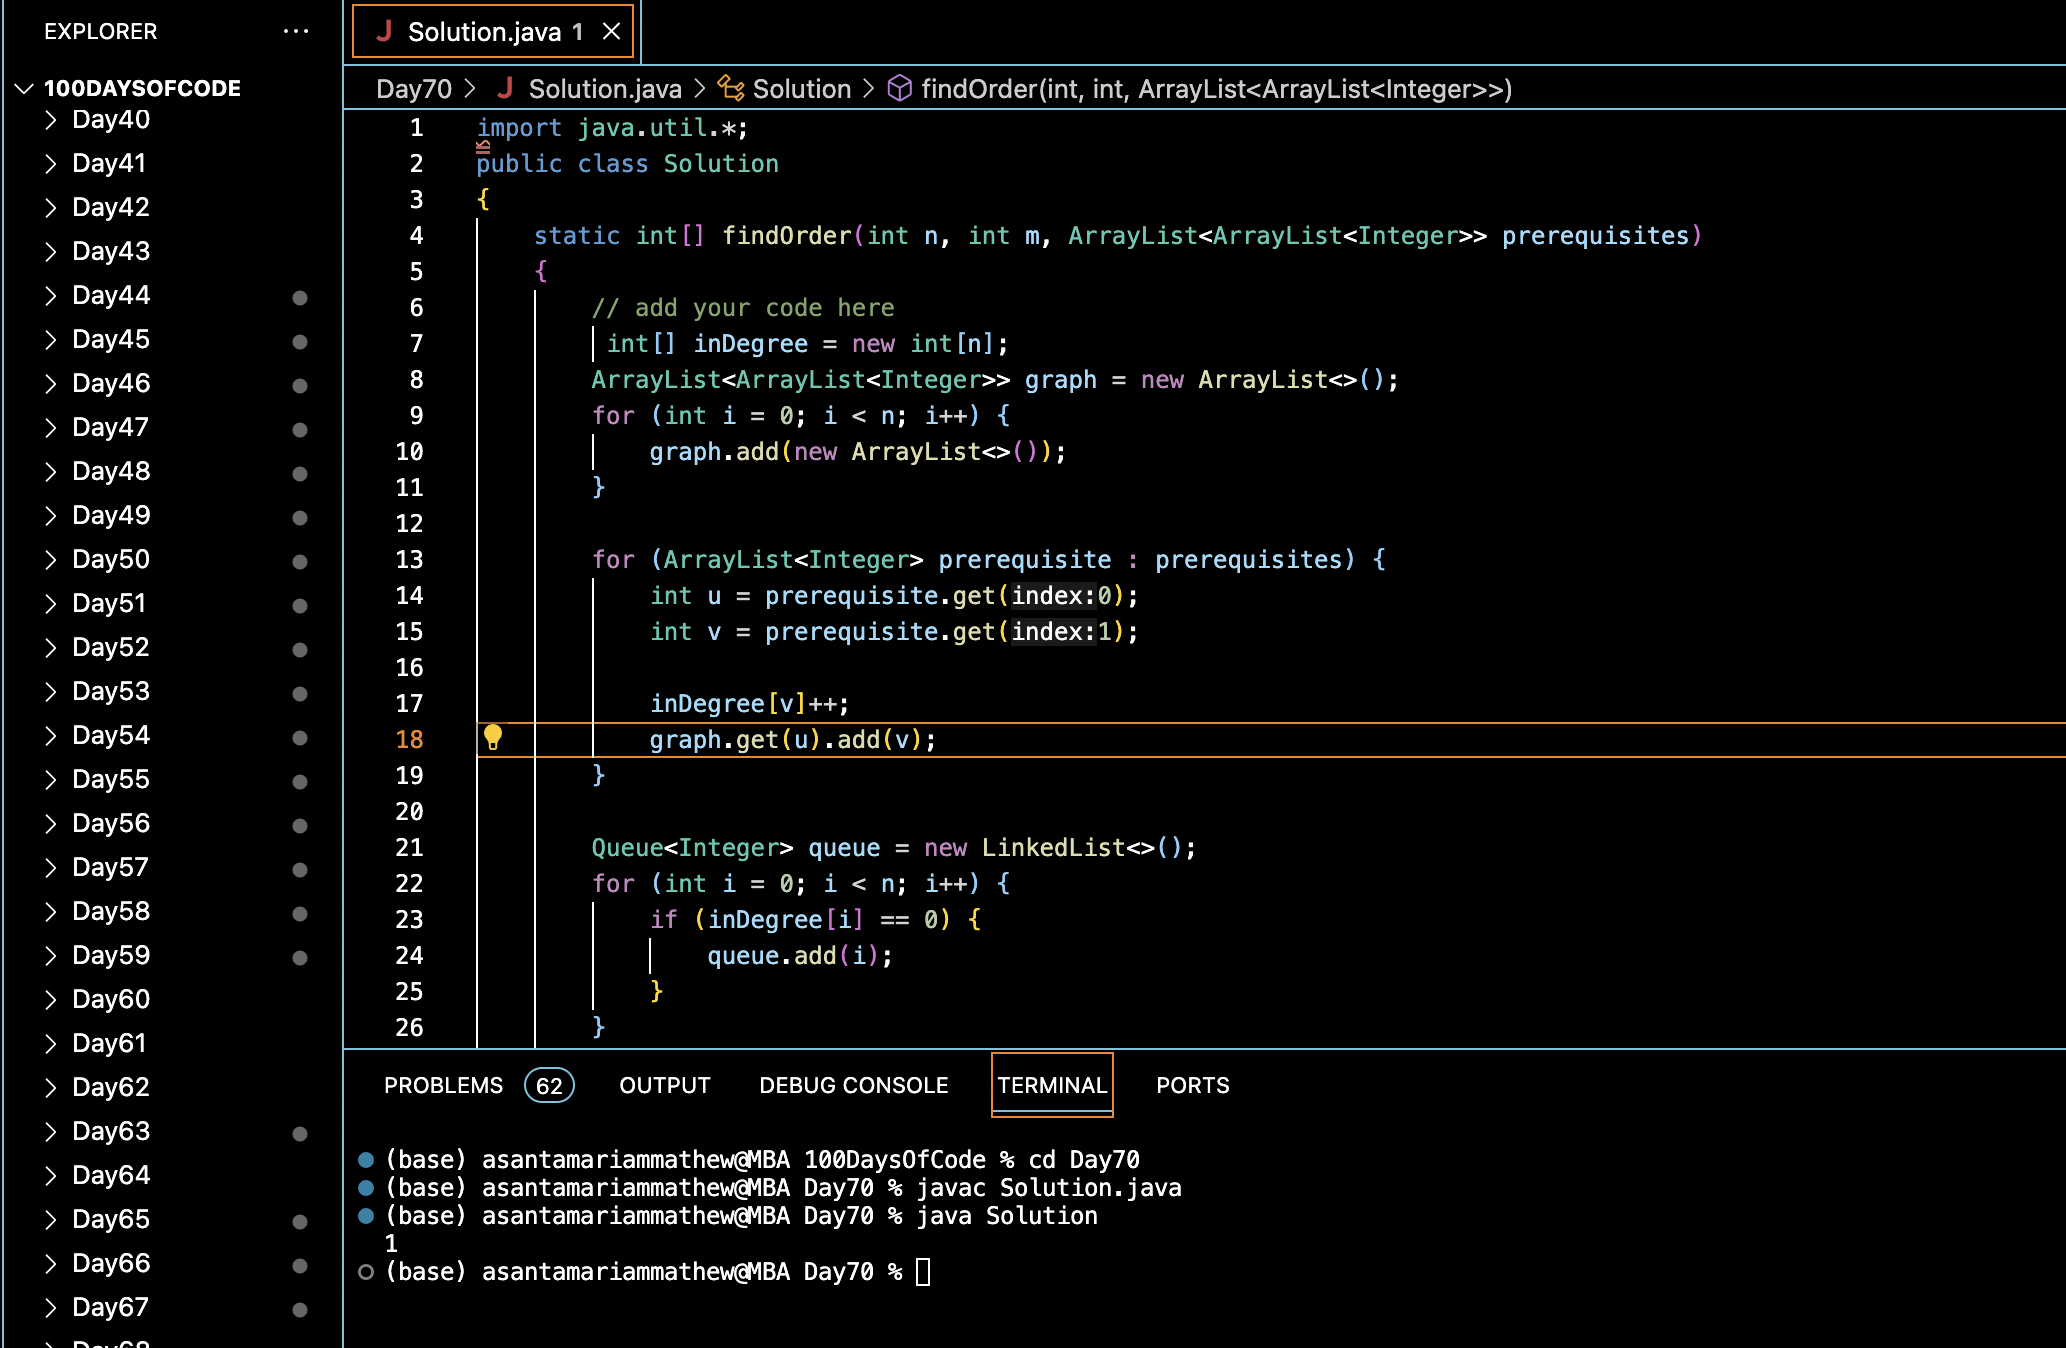 EXPLORER ...
100DAYSOFCODE
Day40
Day41
Day42
Day43
Day44
Day45
Day46
Day47
Day48
Day49
Day50
Day51
Day52
Day53
Day54
Day55
Day56
Day57
Day58
Day59
Day60
Day61
Day62
Day63
Day64
Day65
Day66
Day67
Day68
J Solution.java 1
Day70 > J Solution.java > Solution > findOrder(int, int, ArrayList<ArrayList<Integer>>)
1 import java.util.*;
2 public class Solution
3 {
4 static int[] findOrder(int n, int m, ArrayList<ArrayList<Integer>> prerequisites)
5 {
6 // add your code here
7 int[] inDegree = new int[n];
8 ArrayList<ArrayList<Integer>> graph = new ArrayList<>();
9 for (int i = 0; i < n; i++) {
10 graph.add(new ArrayList<>());
11 }
12
13 for (ArrayList<Integer> prerequisite : prerequisites) {
14 int u = prerequisite.get(index:0);
15 int v = prerequisite.get(index:1);
16
17 inDegree[v]++;
18 graph.get(u).add(v);
19 }
20
21 Queue<Integer> queue = new LinkedList<>();
22 for (int i = 0; i < n; i++) {
23 if (inDegree[i] == 0) {
24 queue.add(i);
25 }
26 }
PROBLEMS 62 OUTPUT DEBUG CONSOLE TERMINAL PORTS
(base) asantamariammathew@MBA 100DaysOfCode % cd Day70
(base) asantamariammathew@MBA Day70 % javac Solution.java
(base) asantamariammathew@MBA Day70 % java Solution
1
(base) asantamariammathew@MBA Day70 %